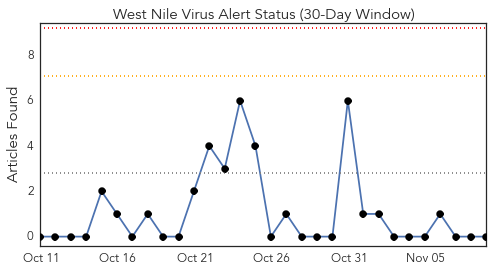 West Nile Virus Alert Status (30-Day Window)
Articles Found
8
6
4
2
0
Oct 11 Oct 16 Oct 21 Oct 26 Oct 31 Nov 05